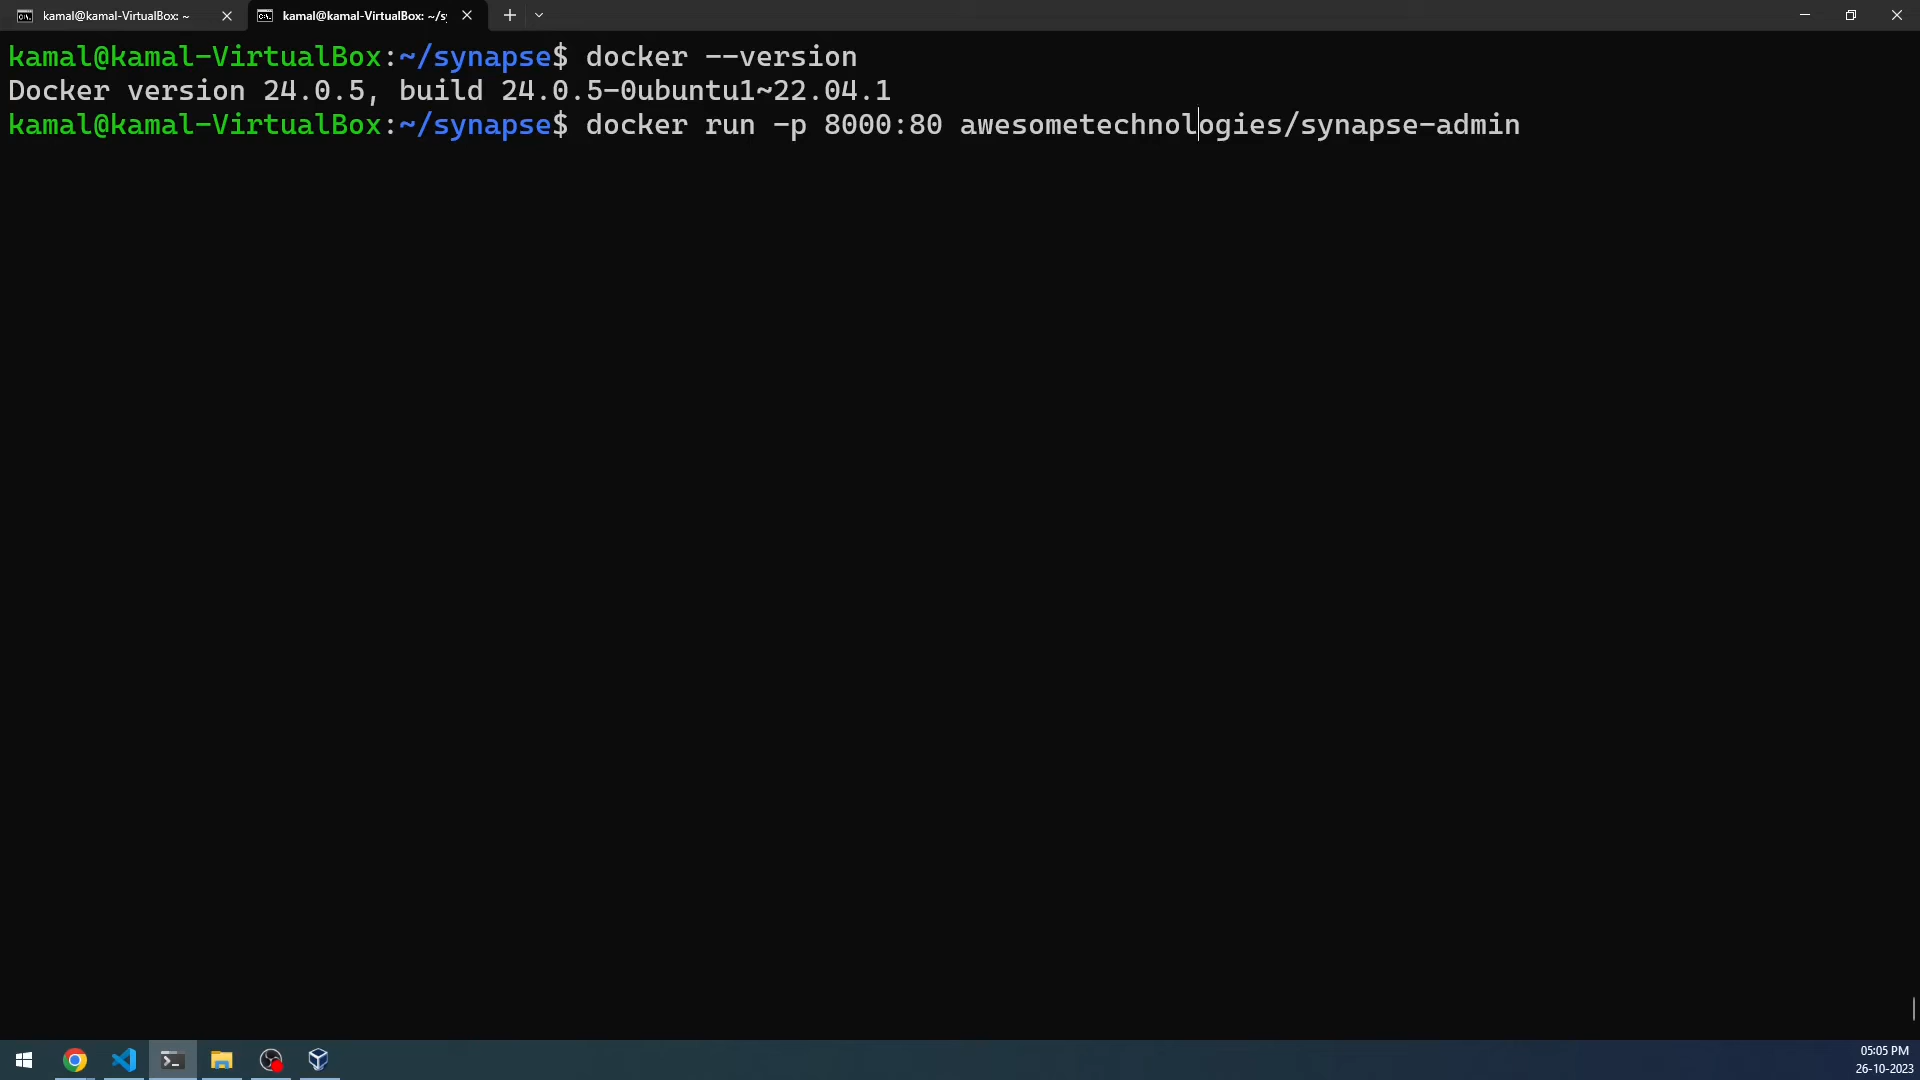 kamal@kamal-VirtualBox: ~
kamal@kamal-VirtualBox: ~/sy
kamal@kamal-VirtualBox:~/synapse$ docker --version
Docker version 24.0.5, build 24.0.5-0ubuntu1~22.04.1
kamal@kamal-VirtualBox:~/synapse$ docker run -p 8000:80 awesometechnologies/synapse-admin
05:05 PM
26-10-2023